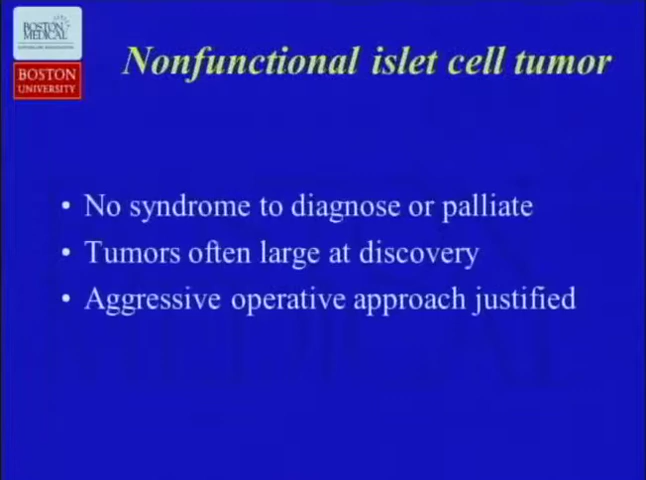 BOSTON
MEDICAL
BOSTON
UNIVERSITY
Nonfunctional islet cell tumor
• No syndrome to diagnose or palliate
• Tumors often large at discovery
• Aggressive operative approach justified